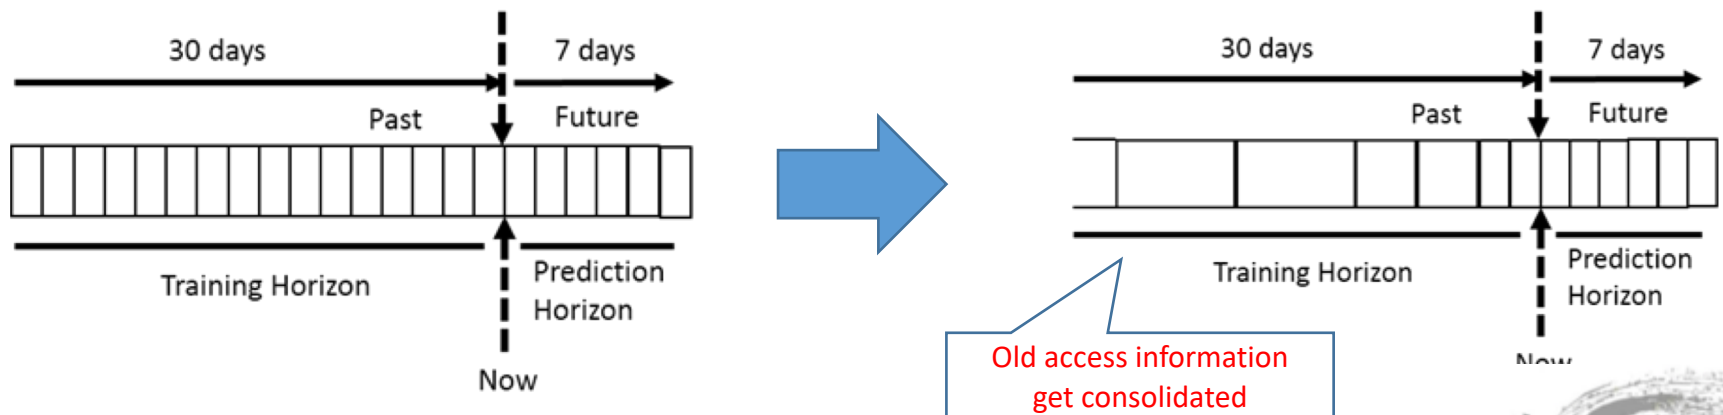 30 days
7 days
Past
Future
Training Horizon
Prediction
Horizon
Now
30 days
7 days
Past
Future
Training Horizon
Prediction
Horizon
Now
Old access information
get consolidated